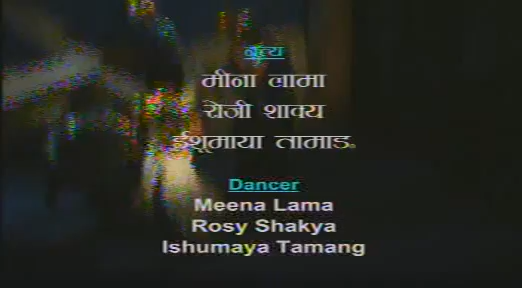 नृत्य
मीना लामा
रोजी शाक्य
ईशूमाया तामाङ
Dancer
Meena Lama
Rosy Shakya
Ishumaya Tamang